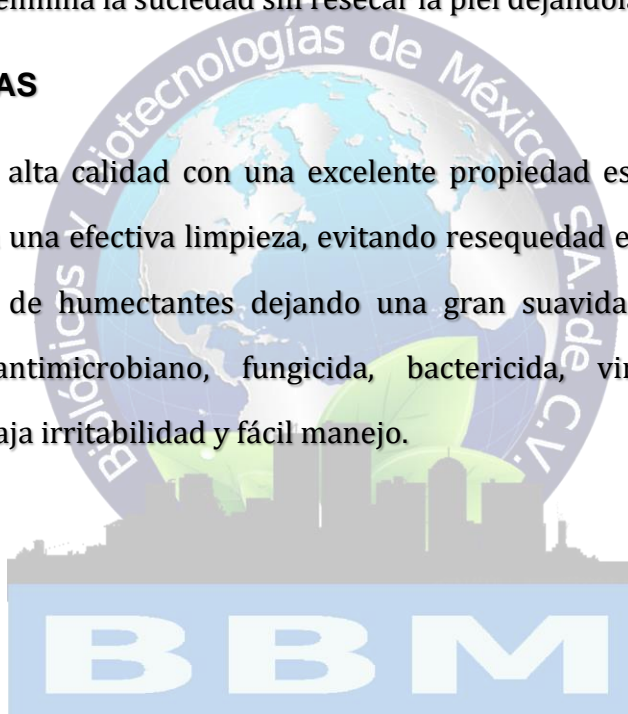 elimina la suciedad sin resecar la piel dejándola
AS
alta calidad con una excelente propiedad es
una efectiva limpieza, evitando resequedad e
de humectantes dejando una gran suavida
antimicrobiano, fungicida, bactericida, vir
aja irritabilidad y fácil manejo.
Biológicos y Biotecnologías de México, S.A. de C.V.
BBM